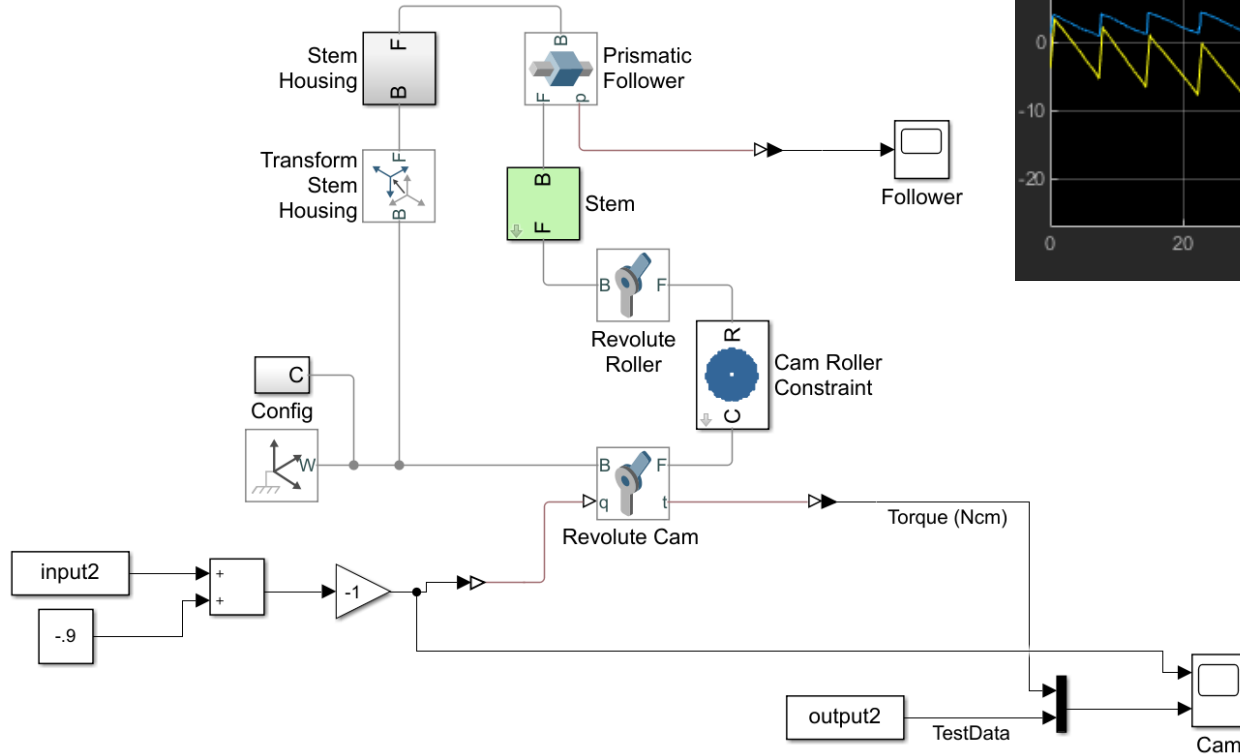 Stem
Housing
F
B
B
F
p
Prismatic
Follower
0
-10
-20
0
20
Transform
Stem
Housing
F
B
Follower
B
F
Stem
B
F
Revolute
Roller
R
C
Cam Roller
Constraint
C
Config
W
B
F
q
t
Revolute Cam
Torque (Ncm)
input2
+
+
-1
-.9
output2
TestData
Cam